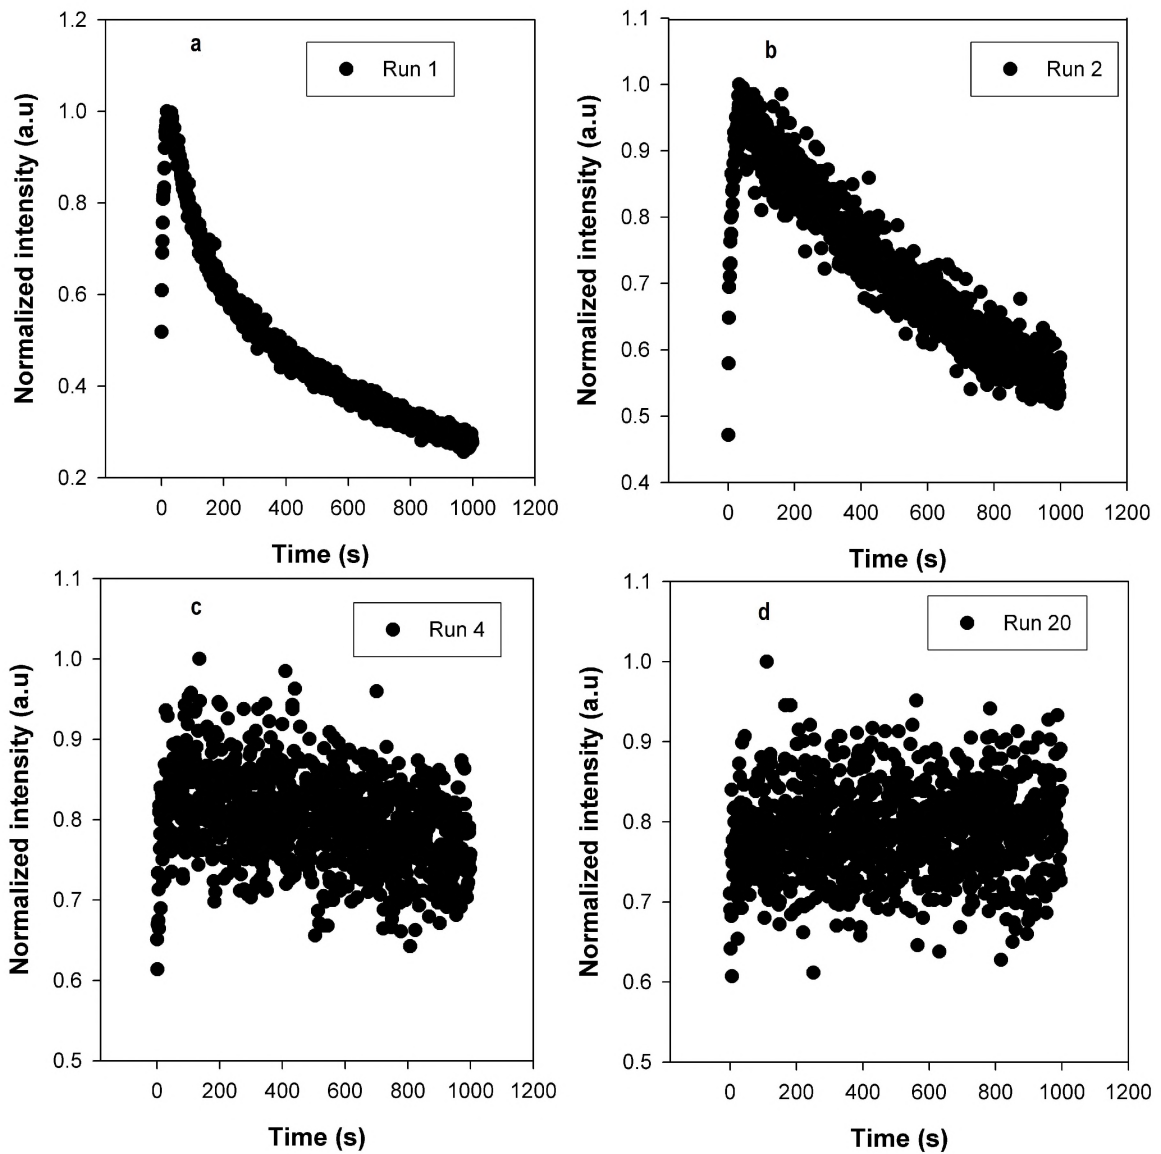 a
Run 1
Normalized intensity (a.u)
1.2
1.0
0.8
0.6
0.4
0.2
0 200 400 600 800 1000 1200
Time (s)
b
Run 2
Normalized intensity (a.u)
1.1
1.0
0.9
0.8
0.7
0.6
0.5
0.4
0 200 400 600 800 1000 1200
Time (s)
c
Run 4
Normalized intensity (a.u)
1.1
1.0
0.9
0.8
0.7
0.6
0.5
0 200 400 600 800 1000 1200
Time (s)
d
Run 20
Normalized intensity (a.u)
1.1
1.0
0.9
0.8
0.7
0.6
0.5
0 200 400 600 800 1000 1200
Time (s)